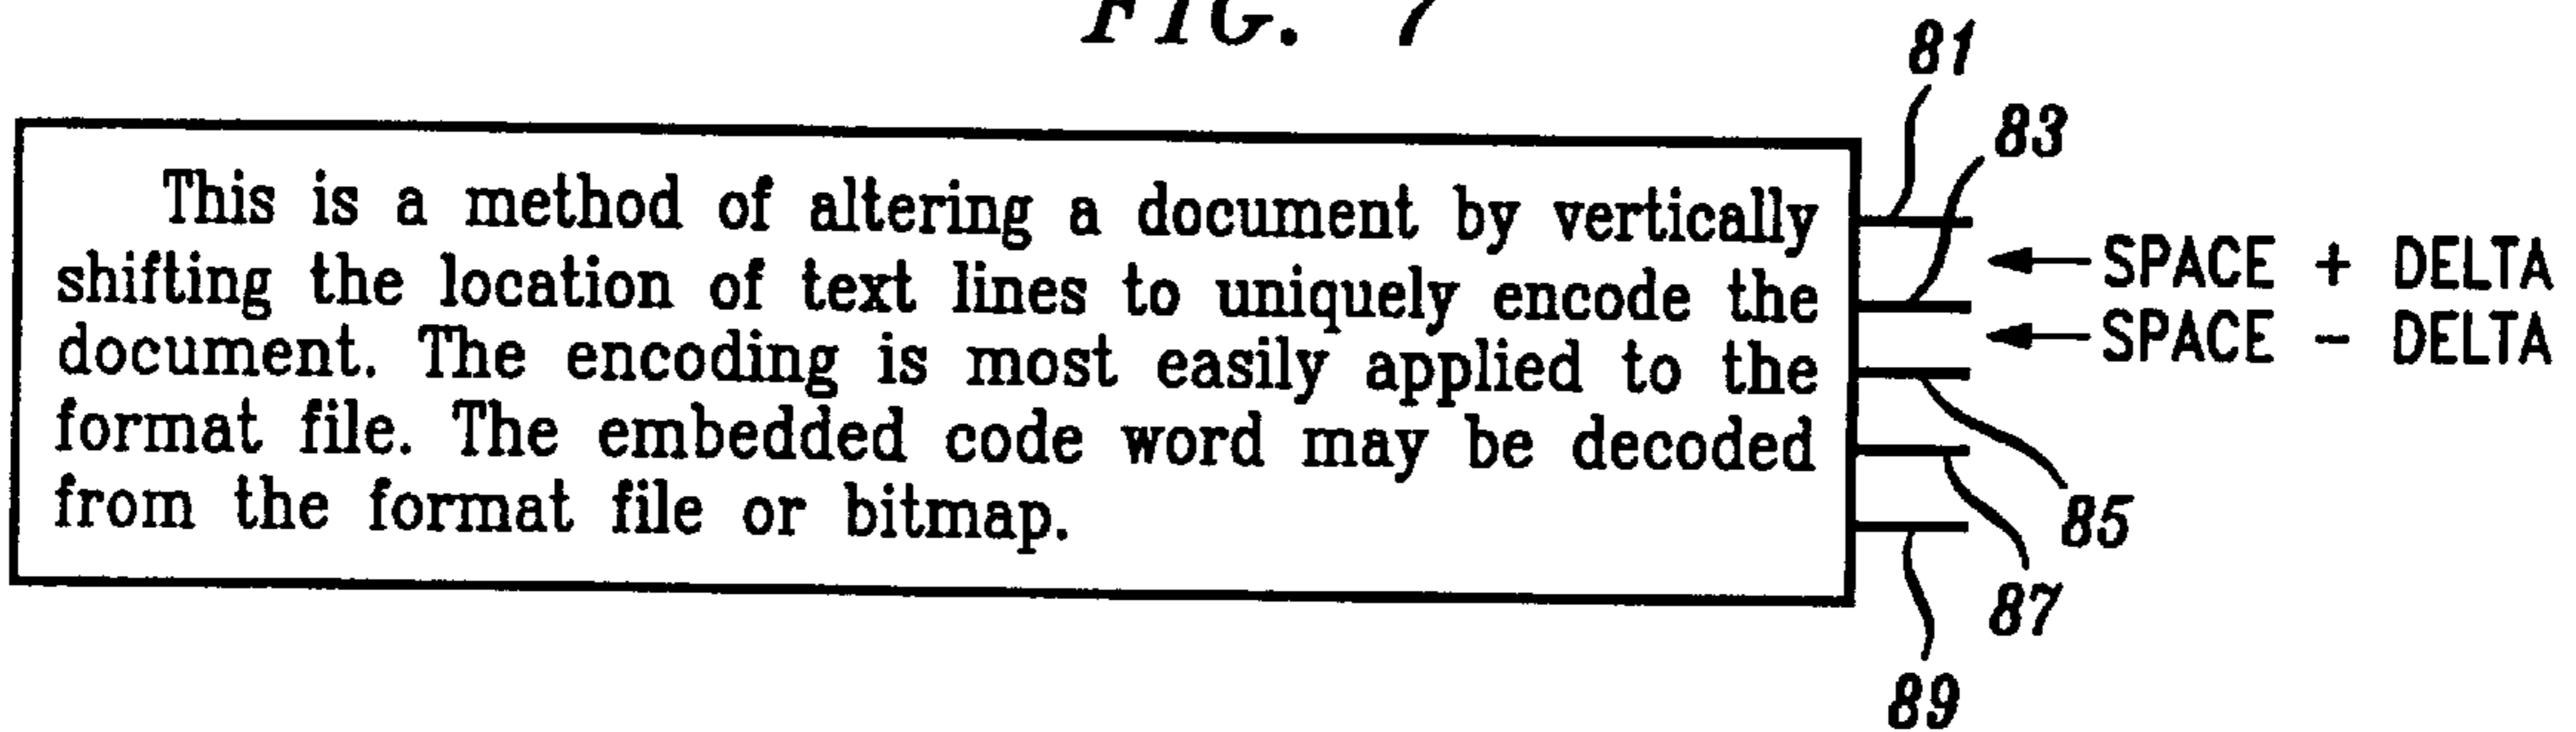 FIG. 7
81
83
This is a method of altering a document by vertically
shifting the location of text lines to uniquely encode the
document. The encoding is most easily applied to the
format file. The embedded code word may be decoded
from the format file or bitmap.
SPACE + DELTA
SPACE - DELTA
85
87
89